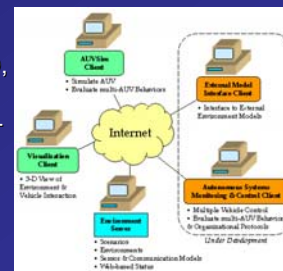 AUVSim
Client
• Simulate AUV
• Evaluate multi-AUV Behaviors
External Model
Interface Client
• Interface to External
Environment Models
Internet
Visualization
Client
• 3-D View of
Environment &
Vehicle Interaction
Environment
Server
• Scenarios
• Environments
• Sensor & Communication Models
• Web-based Status
Autonomous Systems
Monitoring & Control Client
• Multiple Vehicle Control
• Evaluate multi-AUV Behaviors
& Organizational Protocols
Under Development